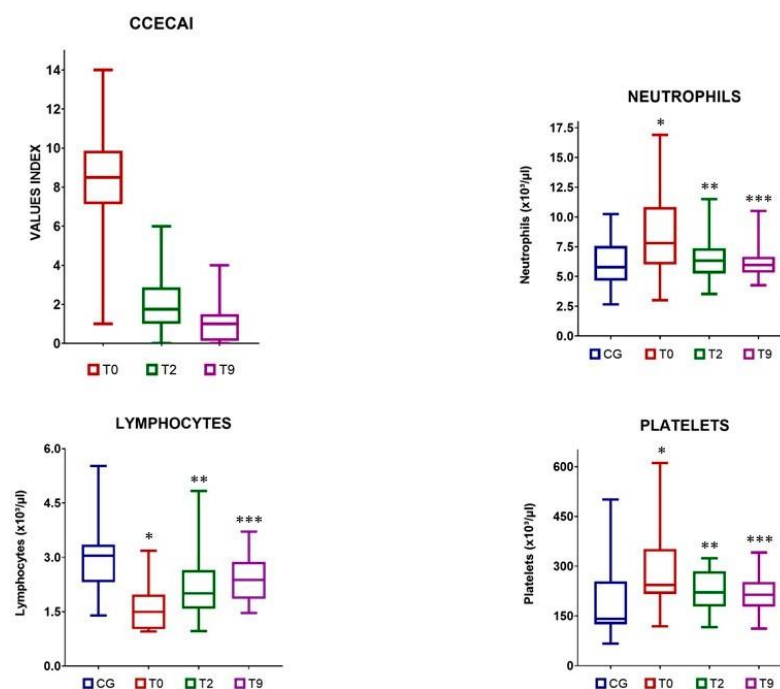 CCECAI
VALUES INDEX
14
12
10
8
6
4
2
0
T0 T2 T9
NEUTROPHILS
Neutrophils (x10³/µl)
17.5
15.0
12.5
10.0
7.5
5.0
2.5
0.0
*
**
***
CG T0 T2 T9
LYMPHOCYTES
Lymphocytes (x10³/µl)
6.0
4.5
3.0
1.5
0.0
*
**
***
CG T0 T2 T9
PLATELETS
Platelets (x10³/µl)
600
450
300
150
0
*
**
***
CG T0 T2 T9